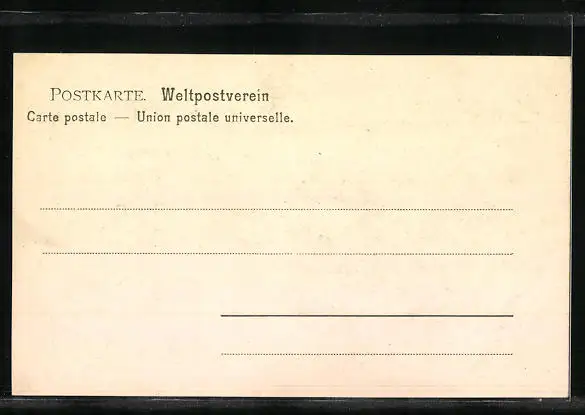 POSTKARTE. Weltpostverein
Carte postale — Union postale universelle.